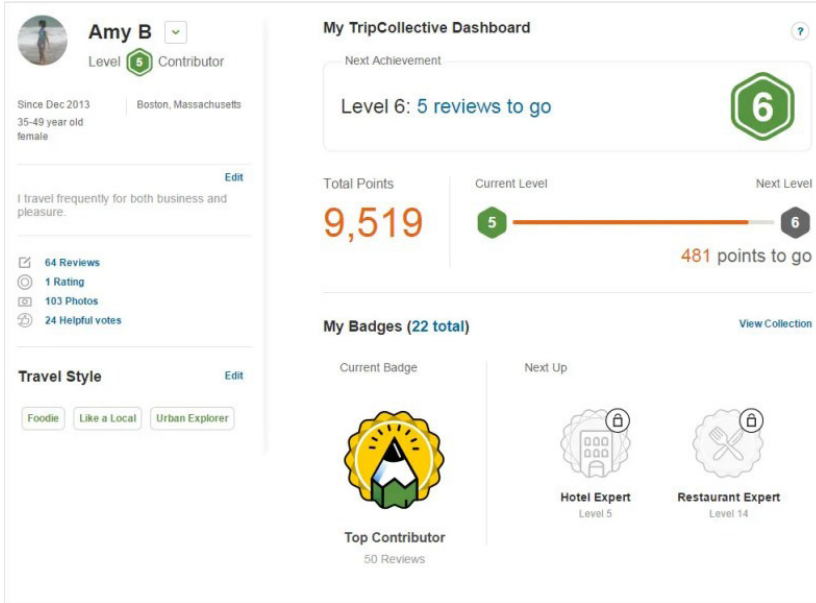 Amy B
Level 5 Contributor
Since Dec 2013
Boston, Massachusetts
35-49 year old
female
Edit
I travel frequently for both business and
pleasure.
64 Reviews
1 Rating
103 Photos
24 Helpful votes
Travel Style
Edit
Foodie
Like a Local
Urban Explorer
My TripCollective Dashboard
?
Next Achievement
Level 6: 5 reviews to go
6
Total Points
9,519
Current Level
Next Level
5
6
481 points to go
My Badges (22 total)
View Collection
Current Badge
Next Up
Top Contributor
50 Reviews
Hotel Expert
Level 5
Restaurant Expert
Level 14